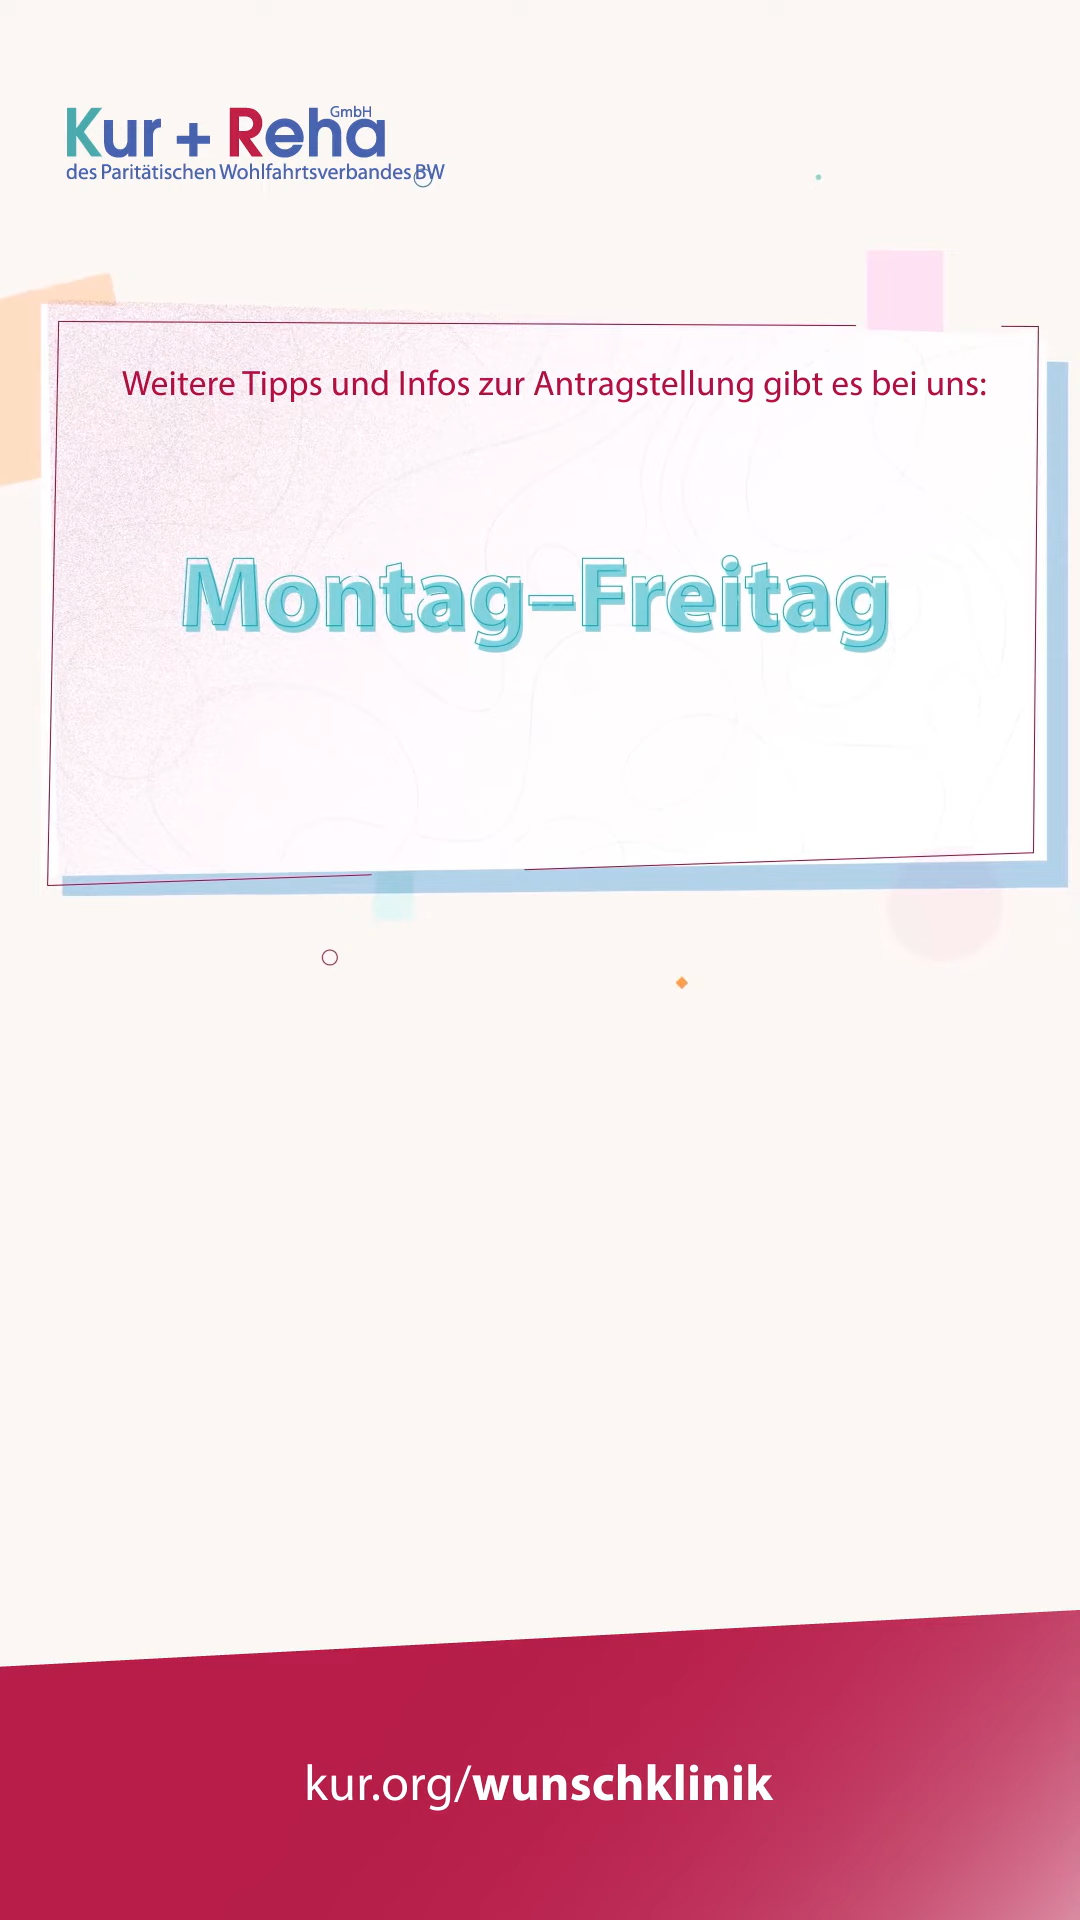 Kur + Reha GmbH
des Paritätischen Wohlfahrtsverbandes BW
Weitere Tipps und Infos zur Antragstellung gibt es bei uns:
Montag–Freitag
kur.org/wunschklinik